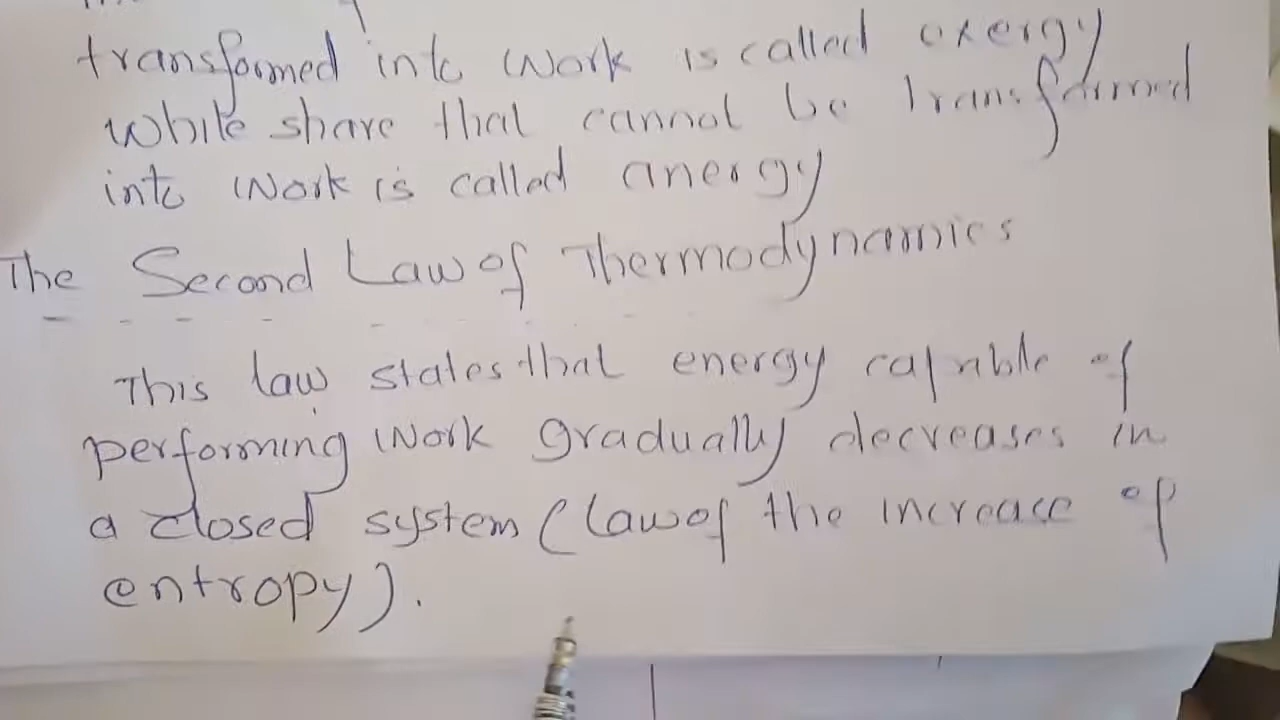 transformed into work is called exergy
while share that cannot be transformed
into work is called anergy
The Second Law of Thermodynamics
This law states that energy capable of
performing work gradually decreases in
a closed system (law of the increase of
entropy).